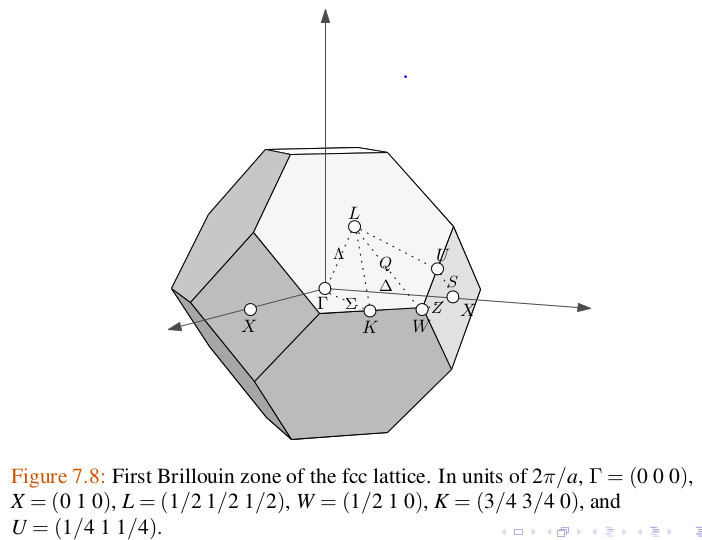 L
Λ
Q
U
Δ
S
Γ
Σ
Z
X
X
K
W
Figure 7.8: First Brillouin zone of the fcc lattice. In units of 2π/a, Γ = (0 0 0),
X = (0 1 0), L = (1/2 1/2 1/2), W = (1/2 1 0), K = (3/4 3/4 0), and
U = (1/4 1 1/4).